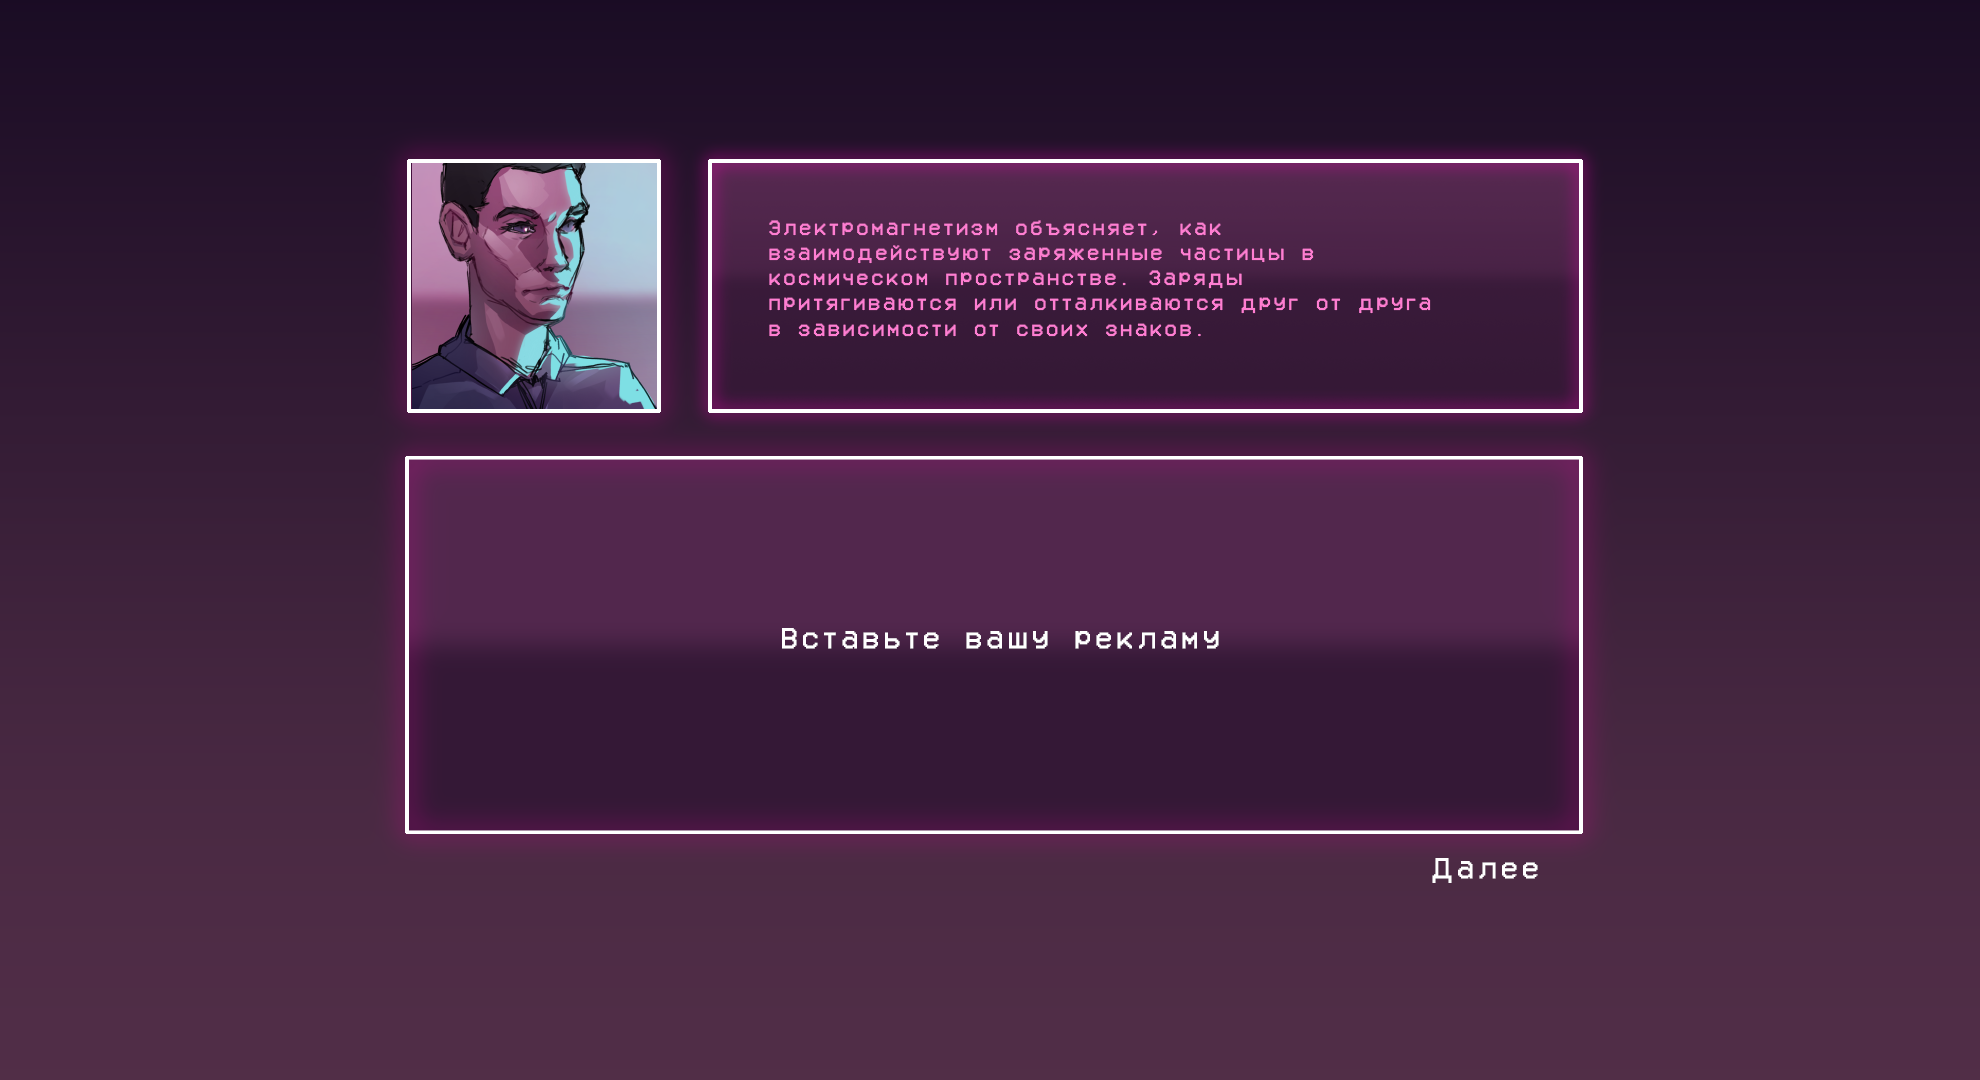 Электромагнетизм объясняет, как
взаимодействуют заряженные частицы в
космическом пространстве. Заряды
притягиваются или отталкиваются друг от друга
в зависимости от своих знаков.
Вставьте вашу рекламу
Далее